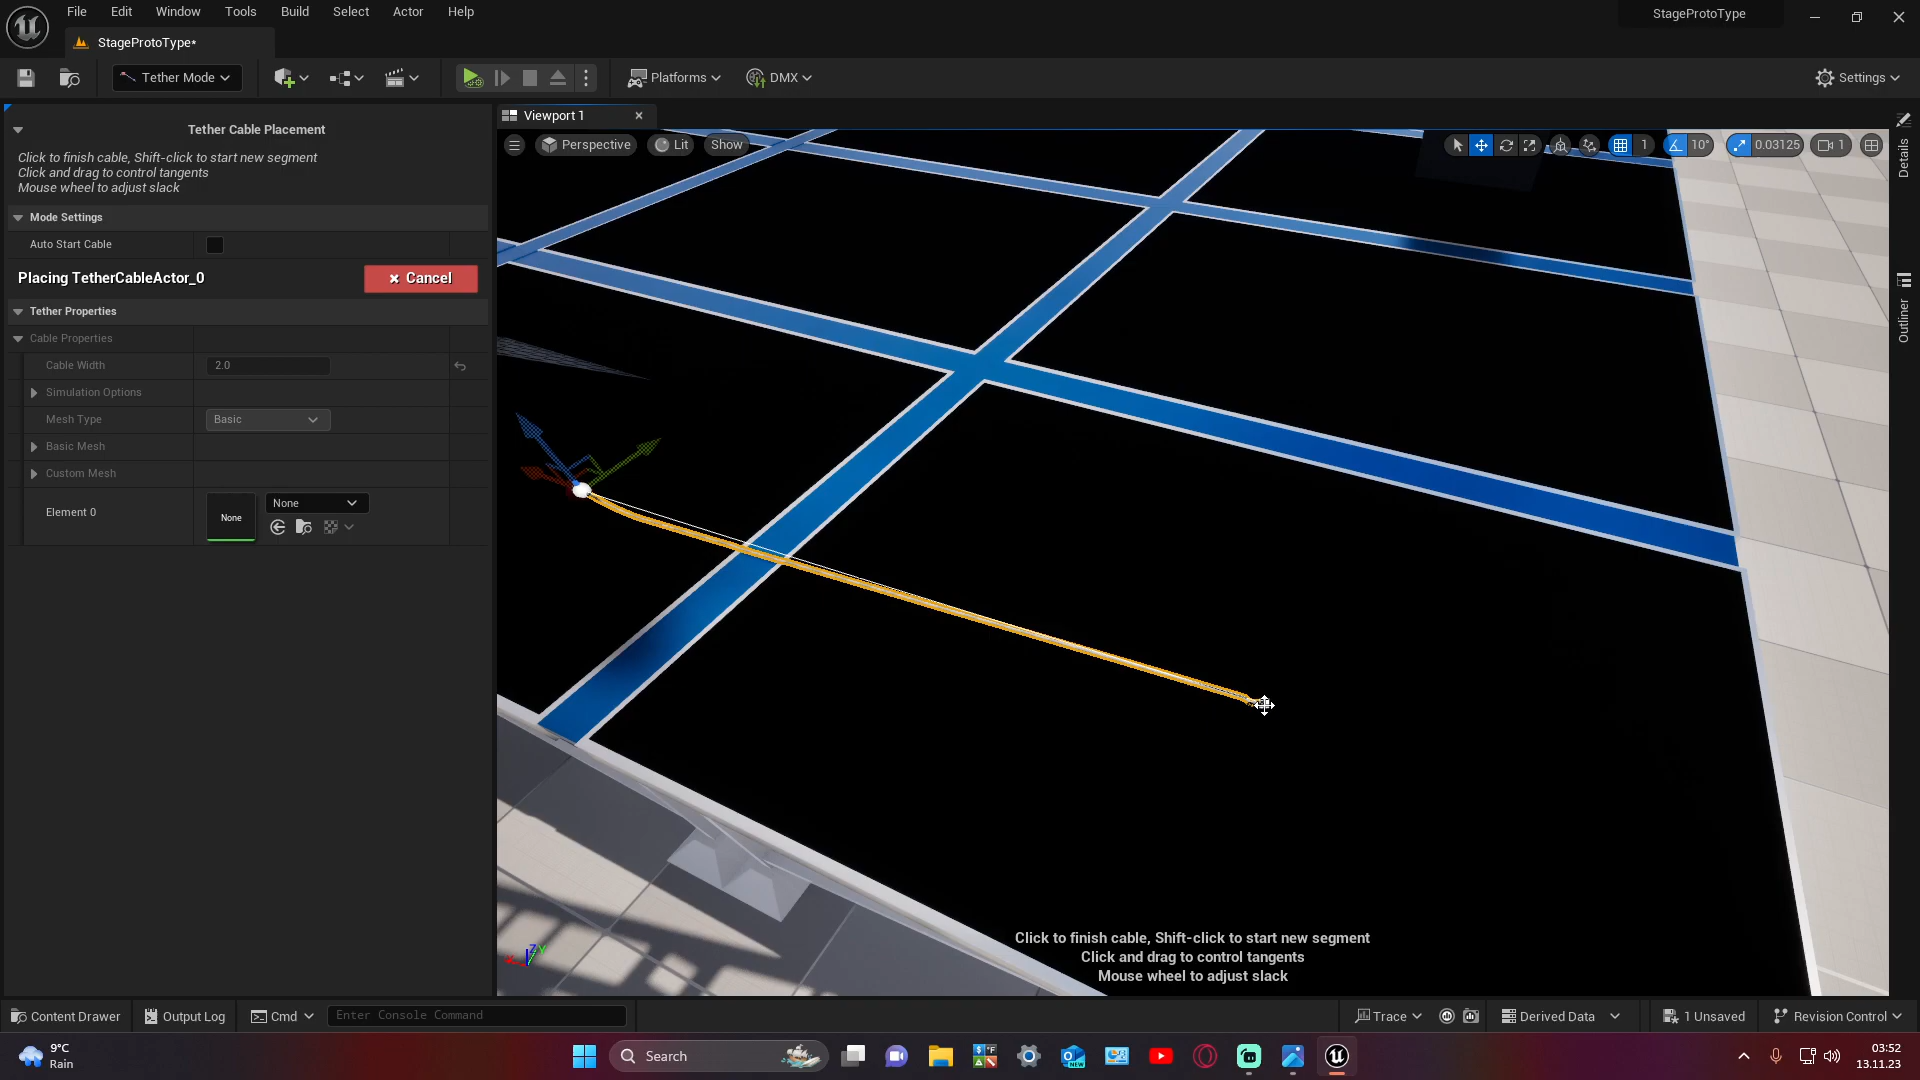 File Edit Window Tools Build Select Actor Help
StageProtoType
StageProtoType*
Tether Mode
Platforms
DMX
Settings
Tether Cable Placement
Click to finish cable, Shift-click to start new segment
Click and drag to control tangents
Mouse wheel to adjust slack
Mode Settings
Auto Start Cable
Placing TetherCableActor_0
Cancel
Tether Properties
Cable Properties
Cable Width 2.0
Simulation Options
Mesh Type Basic
Basic Mesh
Custom Mesh
Element 0 None None
Viewport 1
Perspective Lit Show
1 10° 0.03125 1
Details
Outliner
Click to finish cable, Shift-click to start new segment
Click and drag to control tangents
Mouse wheel to adjust slack
Content Drawer Output Log Cmd Enter Console Command Trace Derived Data 1 Unsaved Revision Control
9°C
Rain
Search
03:52
13.11.23